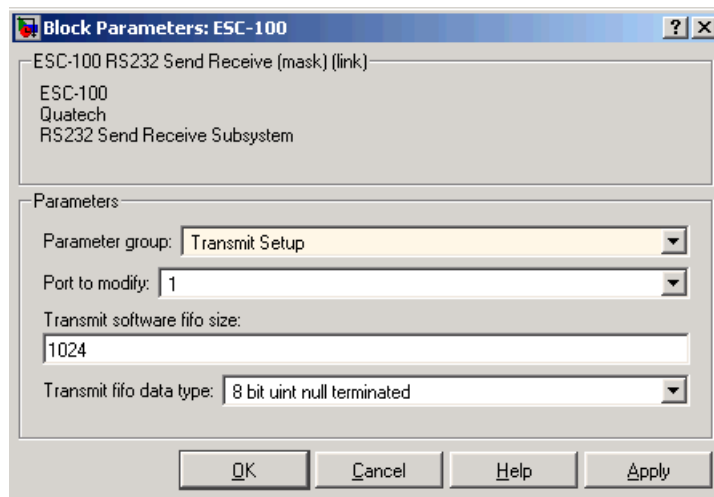 Block Parameters: ESC-100
ESC-100 RS232 Send Receive (mask) (link)
ESC-100
Quatech
RS232 Send Receive Subsystem
Parameters
Parameter group: Transmit Setup
Port to modify: 1
Transmit software fifo size:
1024
Transmit fifo data type: 8 bit uint null terminated
OK Cancel Help Apply